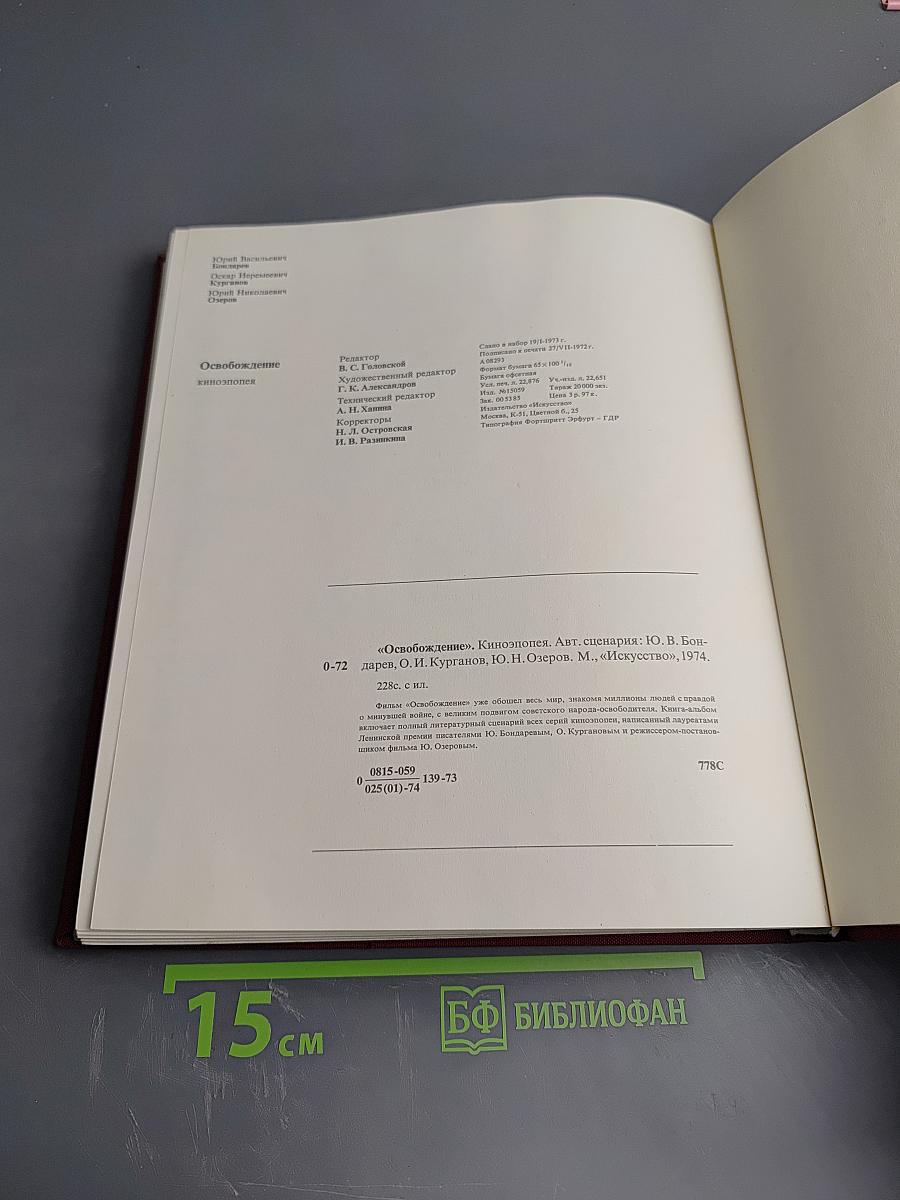 Юрий Васильевич
Бондарев
Оскар Иеремеевич
Курганов
Юрий Николаевич
Озеров
Освобождение
киноэпопея
Редактор
В. С. Головской
Художественный редактор
Г. К. Александров
Технический редактор
А. Н. Ханина
Корректоры
Н. Л. Островская
И. В. Разинкина
Сдано в набор 19/I-1973 г.
Подписано к печати 27/VII-1972 г.
А 08293
Формат бумаги 65×100 1/16
Бумага офсетная
Усл. печ. л. 22,876 Уч.-изд. л. 22,651
Изд. №15059 Тираж 20 000 экз.
Зак. 005385 Цена 3 р. 97 к.
Издательство «Искусство»
Москва, К-51, Цветной б., 25
Типография Фортшритт Эрфурт – ГДР
«Освобождение». Киноэпопея. Авт. сценария: Ю. В. Бон-
0-72 дарев, О. И. Курганов, Ю. Н. Озеров. М., «Искусство», 1974.
228с. с ил.
Фильм «Освобождение» уже обошел весь мир, знакомя миллионы людей с правдой
о минувшей войне, с великим подвигом советского народа-освободителя. Книга-альбом
включает полный литературный сценарий всех серий киноэпопеи, написанный лауреатами
Ленинской премии писателями Ю. Бондаревым, О. Кургановым и режиссером-постанов-
щиком фильма Ю. Озеровым.
0 0815-059 139-73
025(01)-74
778С
15 см
БФ БИБЛИОФАН